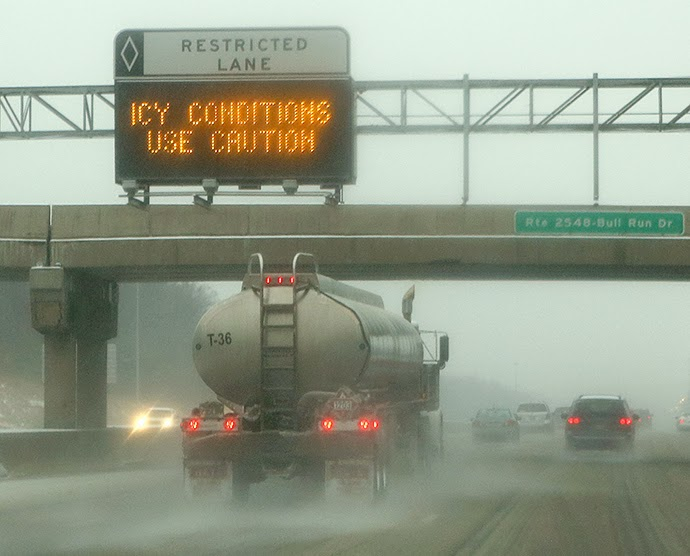 RESTRICTED
LANE
ICY CONDITIONS
USE CAUTION
Rte 2548-Bull Run Dr
T-36